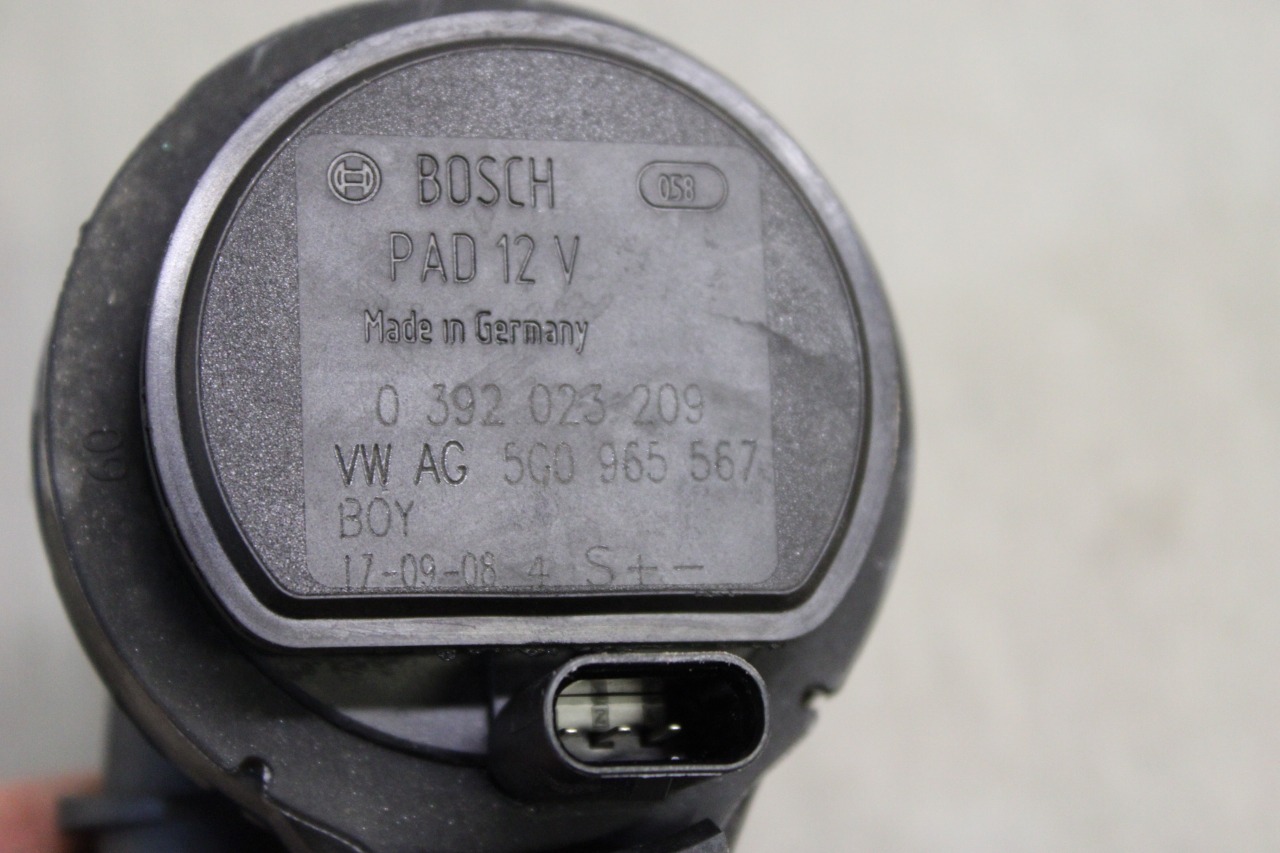 BOSCH 058
PAD 12 V
Made in Germany
0 392 023 209
VW AG 5G0 965 567
BOY
17-09-08 4 S + -
60